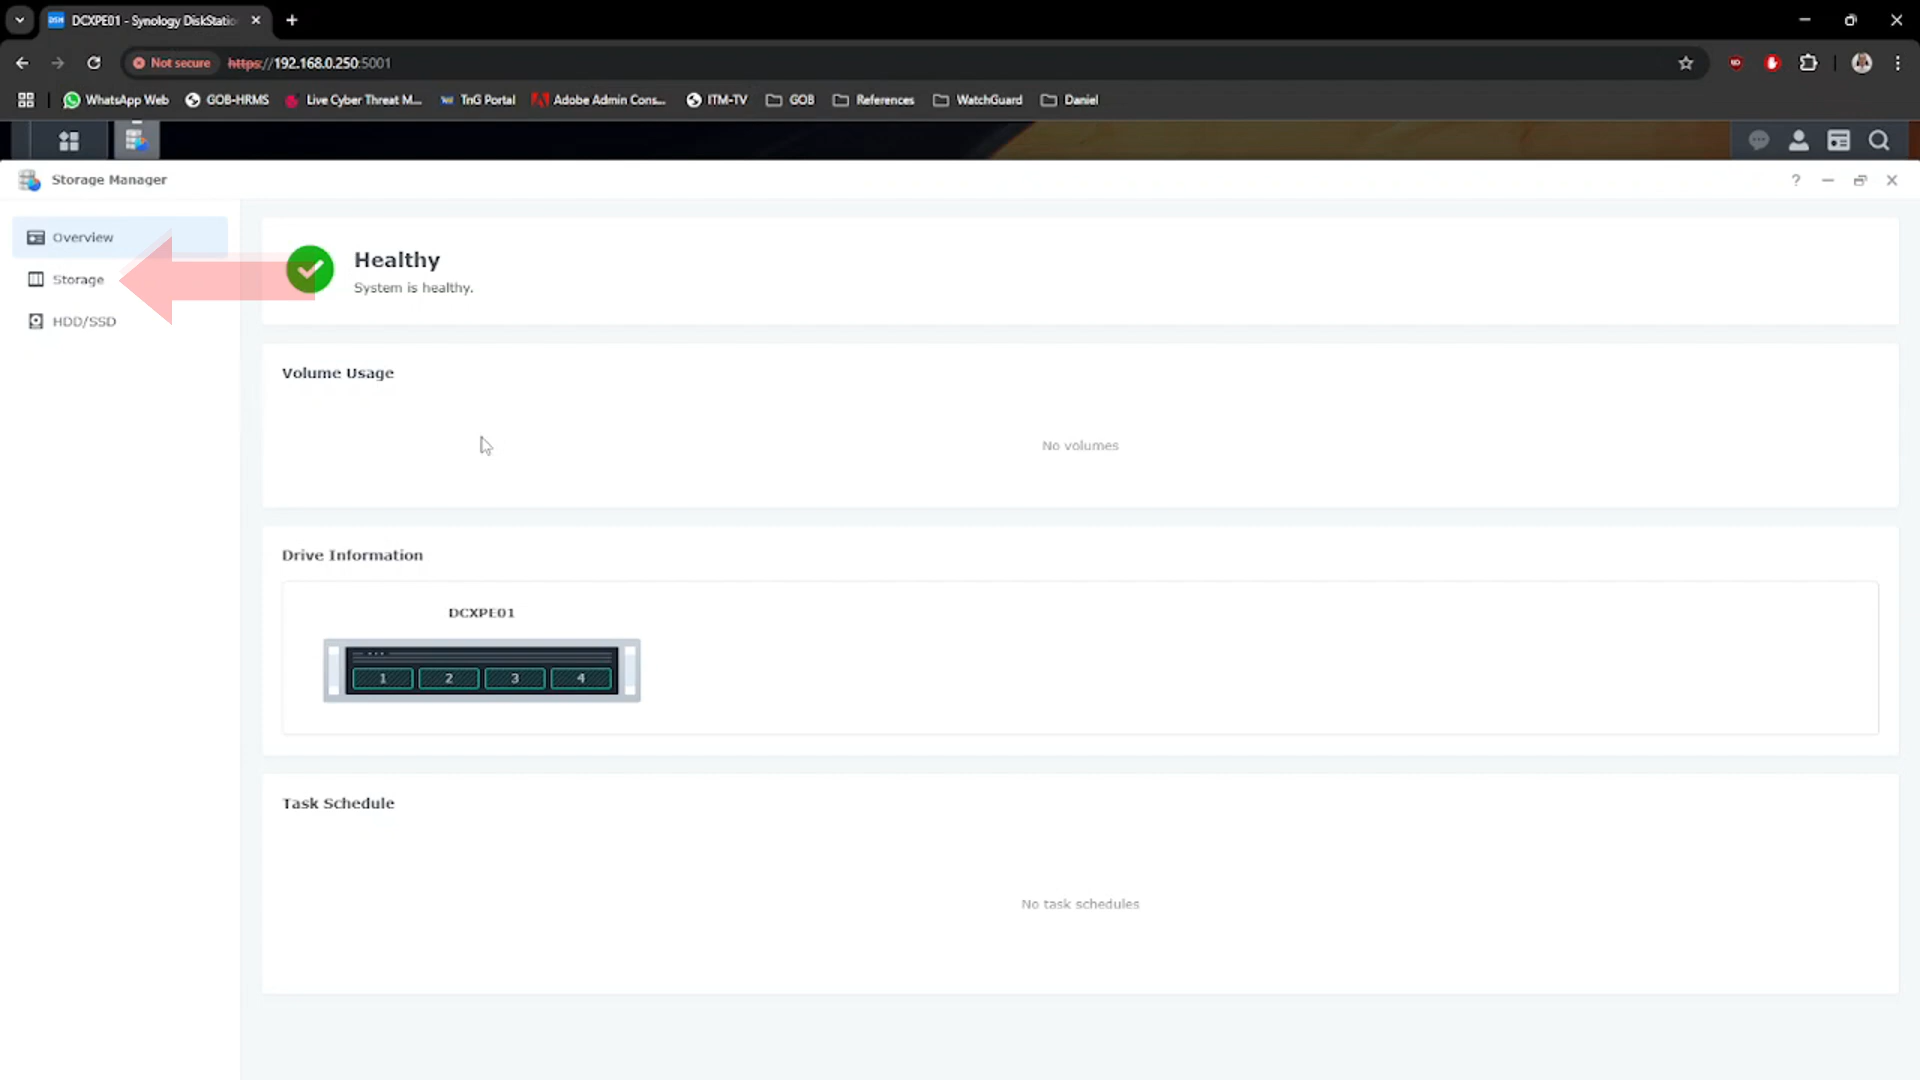 DSM DCXPE01 - Synology DiskStatio
Not secure https://192.168.0.250:5001
WhatsApp Web GOB-HRMS Live Cyber Threat M... TnG Portal Adobe Admin Cons... ITM-TV GOB References WatchGuard Daniel
Storage Manager ?
Overview
Storage
HDD/SSD
Healthy
System is healthy.
Volume Usage
No volumes
Drive Information
DCXPE01
1 2 3 4
Task Schedule
No task schedules